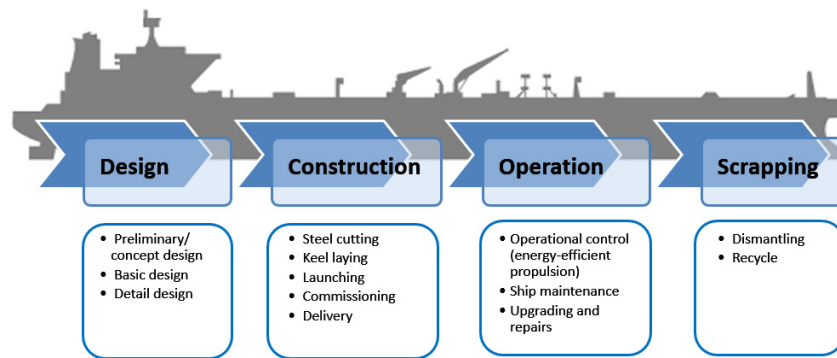 Design
Construction
Operation
Scrapping
• Preliminary/
concept design
• Basic design
• Detail design
• Steel cutting
• Keel laying
• Launching
• Commissioning
• Delivery
• Operational control
(energy-efficient
propulsion)
• Ship maintenance
• Upgrading and
repairs
• Dismantling
• Recycle